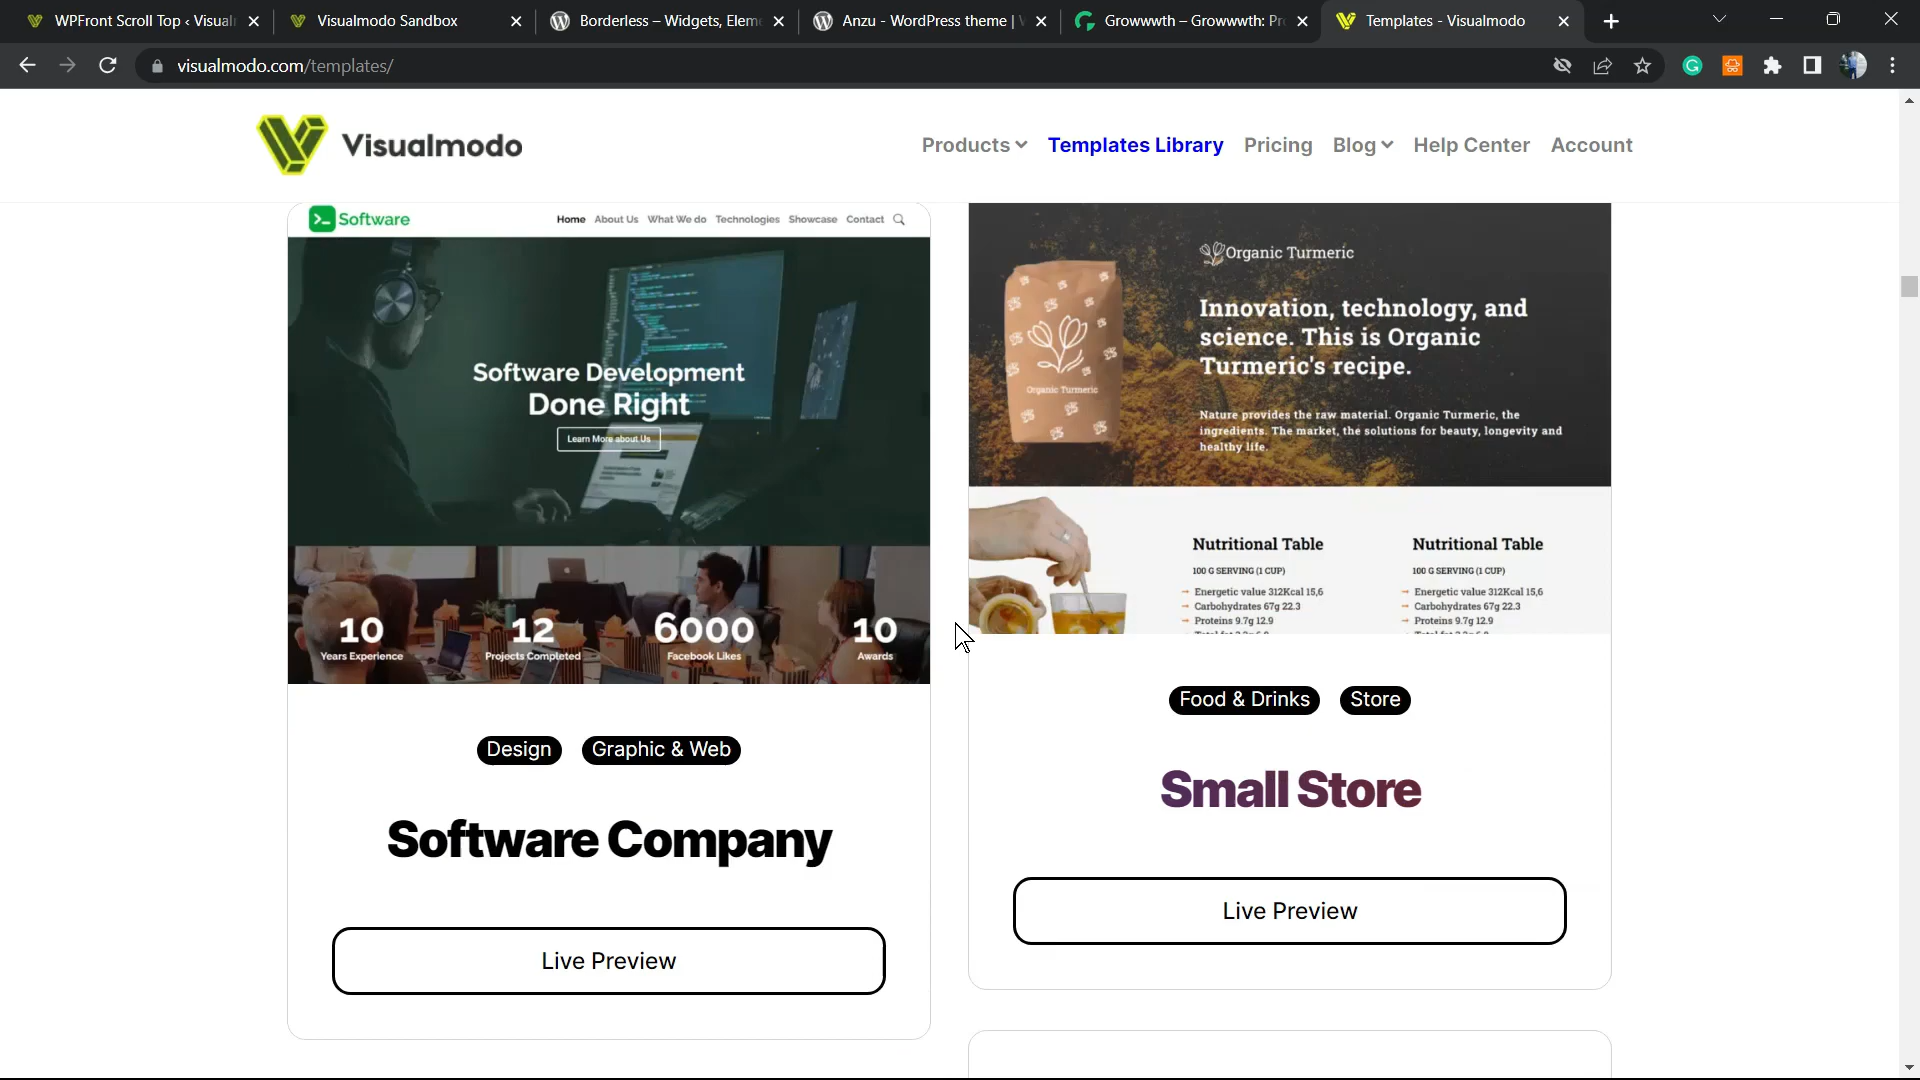 WPFront Scroll Top ‹ Visual
Visualmodo Sandbox
Borderless – Widgets, Elem
Anzu - WordPress theme |
Growwwth – Growwwth: Pr
Templates - Visualmodo
visualmodo.com/templates/
Visualmodo
Products
Templates Library
Pricing
Blog
Help Center
Account
Software
Home
About Us
What We do
Technologies
Showcase
Contact
Software Development
Done Right
Learn More about Us
10
Years Experience
12
Projects Completed
6000
Facebook Likes
10
Awards
Design
Graphic & Web
Software Company
Live Preview
Organic Turmeric
Innovation, technology, and
science. This is Organic
Turmeric's recipe.
Nature provides the raw material. Organic Turmeric, the
ingredients. The market, the solutions for beauty, longevity and
healthy life.
Organic Turmeric
Nutritional Table
100 G SERVING (1 CUP)
Energetic value 312Kcal 15,6
Carbohydrates 67g 22.3
Proteins 9.7g 12.9
Nutritional Table
100 G SERVING (1 CUP)
Energetic value 312Kcal 15,6
Carbohydrates 67g 22.3
Proteins 9.7g 12.9
Food & Drinks
Store
Small Store
Live Preview